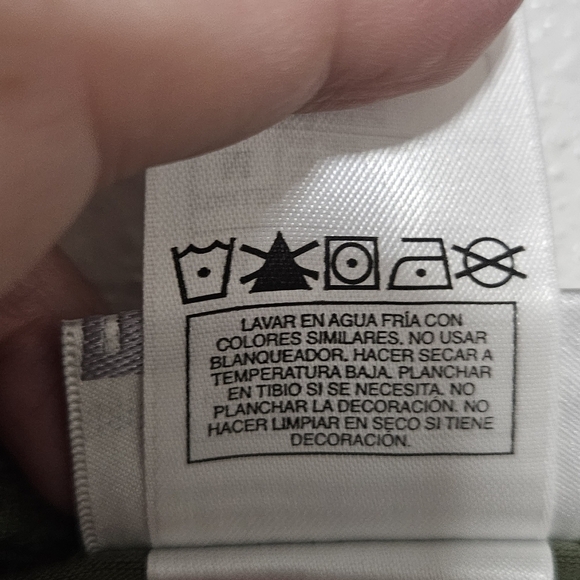 LAVAR EN AGUA FRÍA CON
COLORES SIMILARES. NO USAR
BLANQUEADOR. HACER SECAR A
TEMPERATURA BAJA. PLANCHAR
EN TIBIO SI SE NECESITA. NO
PLANCHAR LA DECORACIÓN. NO
HACER LIMPIAR EN SECO SI TIENE
DECORACIÓN.